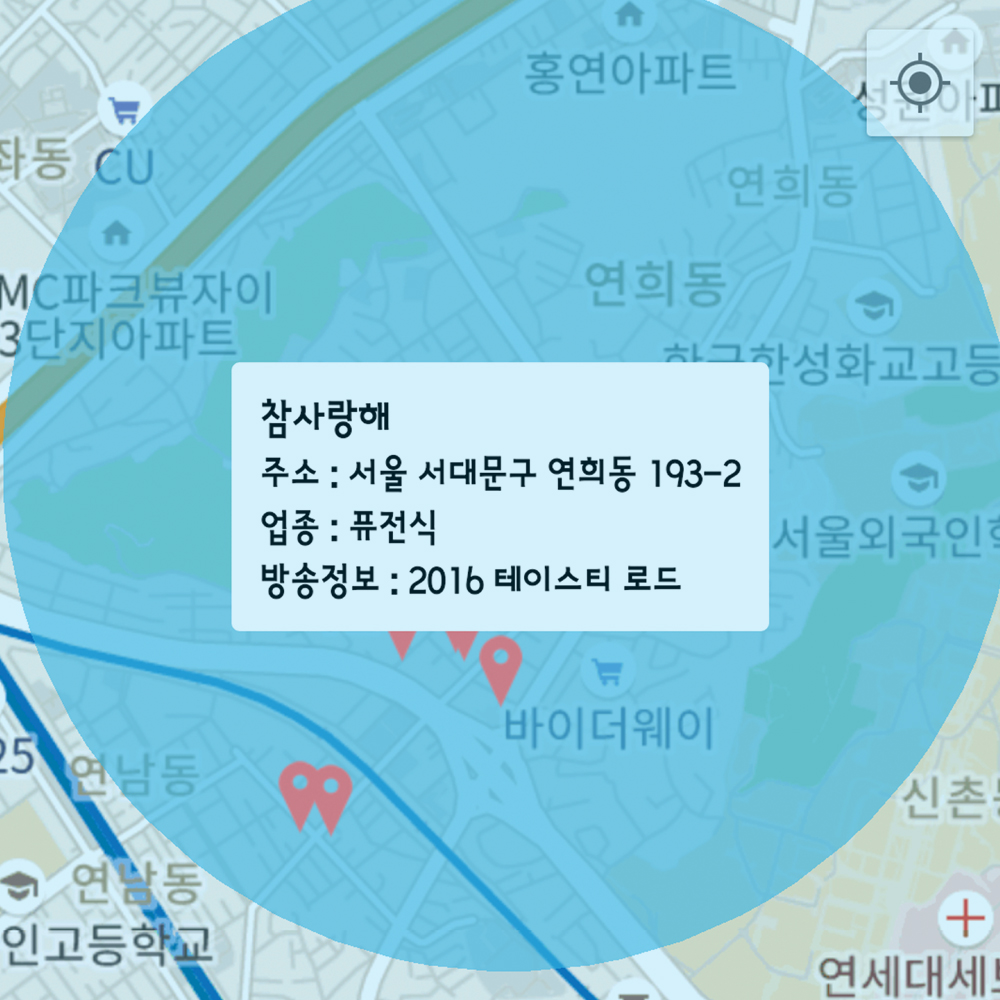 홍연아파트
성원아파
좌동
CU
연희동
MC파크뷰자이
3단지아파트
연희동
한국한성화교고등
참사랑해
주소 : 서울 서대문구 연희동 193-2
업종 : 퓨전식
방송정보 : 2016 테이스티 로드
서울외국인학
바이더웨이
25
연남동
신촌동
연남동
인고등학교
연세대세브